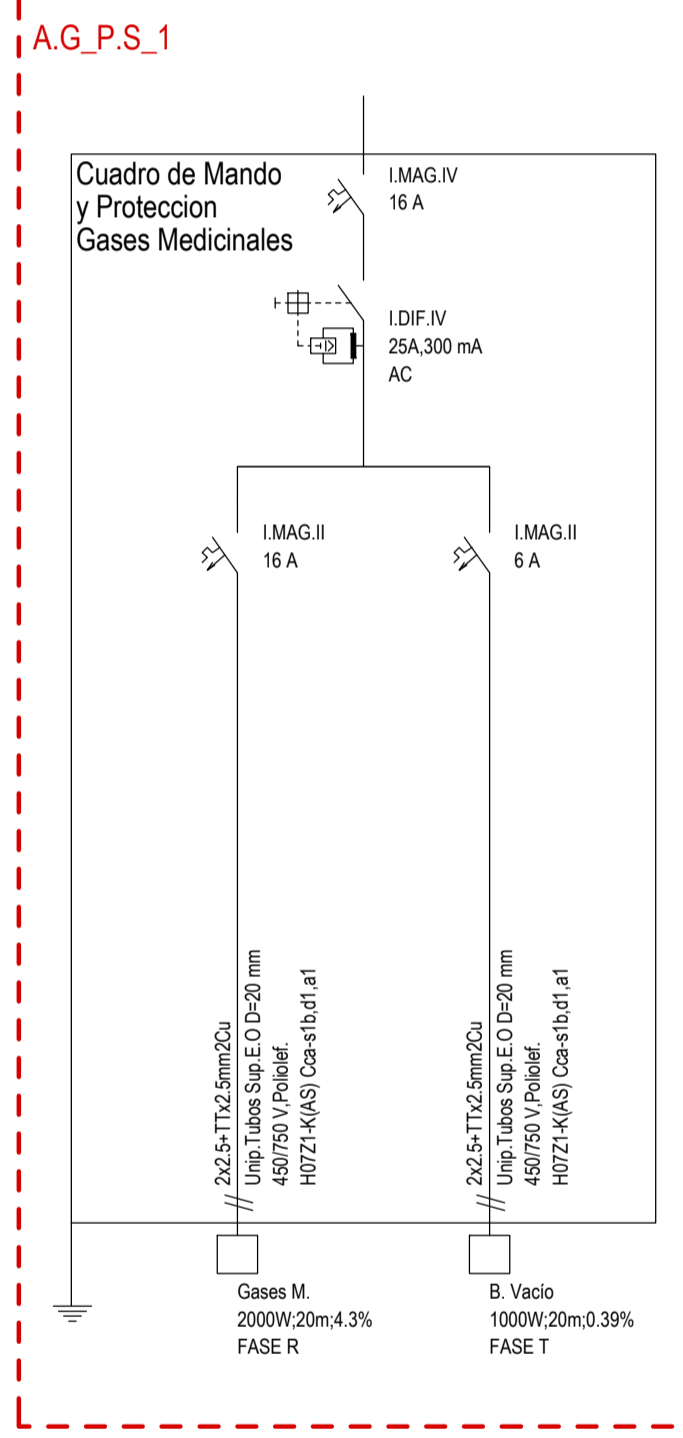 A.G_P.S_1
Cuadro de Mando
y Proteccion
Gases Medicinales
I.MAG.IV
16 A
I.DIF.IV
25A,300 mA
AC
I.MAG.II
16 A
I.MAG.II
6 A
2x2.5+TTx2.5mm2Cu
Unip.Tubos Sup.E.O D=20 mm
450/750 V,Poliolef.
H07Z1-K(AS) Cca-s1b,d1,a1
2x2.5+TTx2.5mm2Cu
Unip.Tubos Sup.E.O D=20 mm
450/750 V,Poliolef.
H07Z1-K(AS) Cca-s1b,d1,a1
Gases M.
2000W;20m;4.3%
FASE R
B. Vacío
1000W;20m;0.39%
FASE T